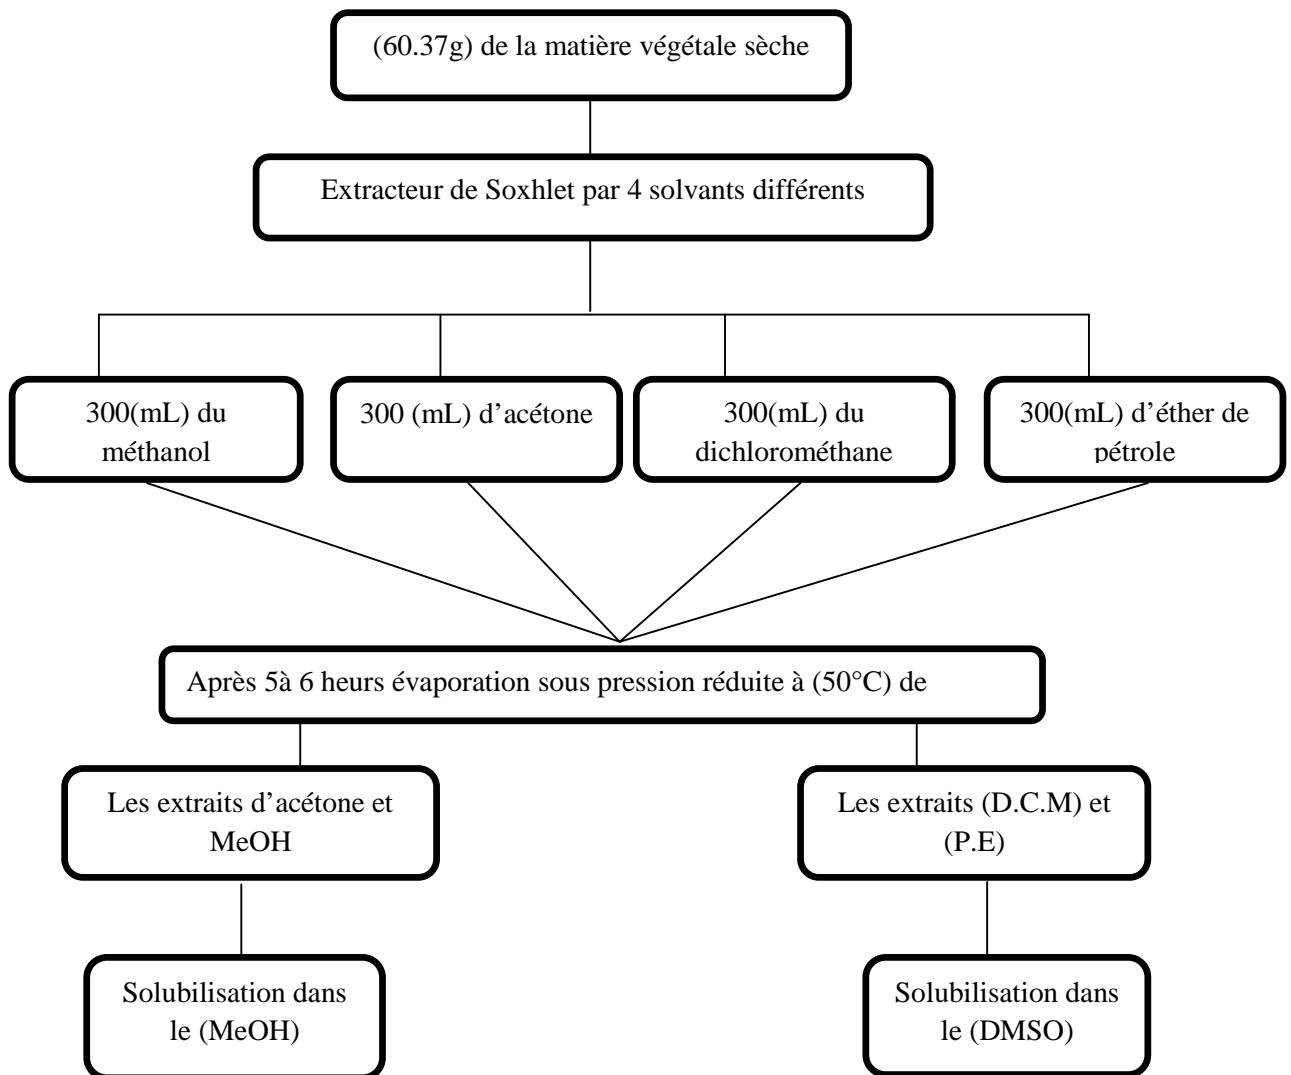 (60.37g) de la matière végétale sèche
Extracteur de Soxhlet par 4 solvants différents
300(mL) du
méthanol
300 (mL) d’acétone
300(mL) du
dichlorométhane
300(mL) d’éther de
pétrole
Après 5à 6 heurs évaporation sous pression réduite à (50°C) de
Les extraits d’acétone et
MeOH
Les extraits (D.C.M) et
(P.E)
Solubilisation dans
le (MeOH)
Solubilisation dans
le (DMSO)